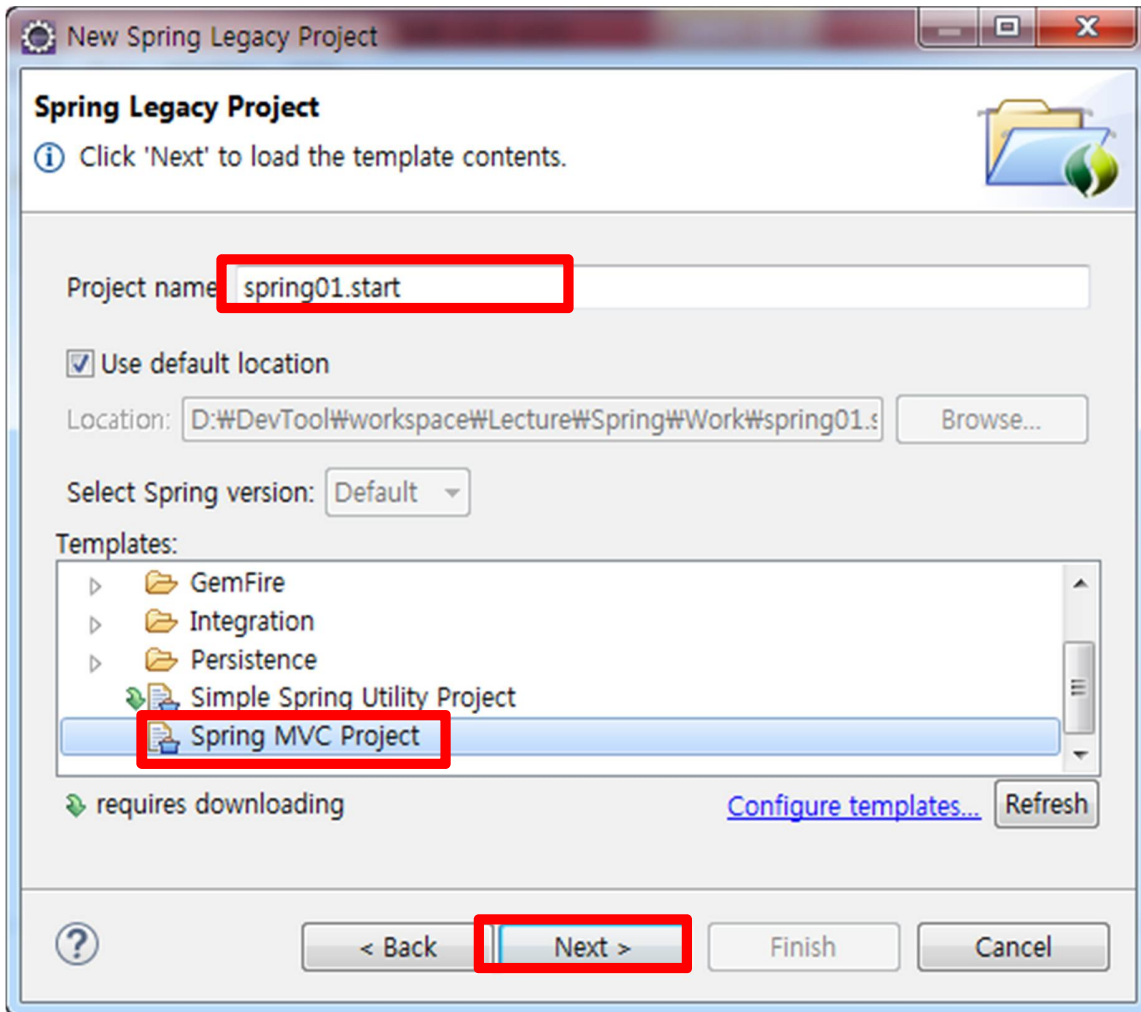 New Spring Legacy Project
Spring Legacy Project
Click 'Next' to load the template contents.
Project name spring01.start
Use default location
Location: D:₩DevTool₩workspace₩Lecture₩Spring₩Work₩spring01.s Browse...
Select Spring version: Default
Templates:
GemFire
Integration
Persistence
Simple Spring Utility Project
Spring MVC Project
requires downloading Configure templates... Refresh
? < Back Next > Finish Cancel